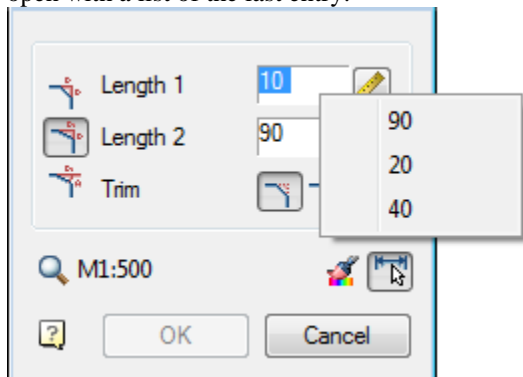 open with a list of the last entry.
Length 1 10
Length 2 90
Trim
90
20
40
M1:500
OK Cancel